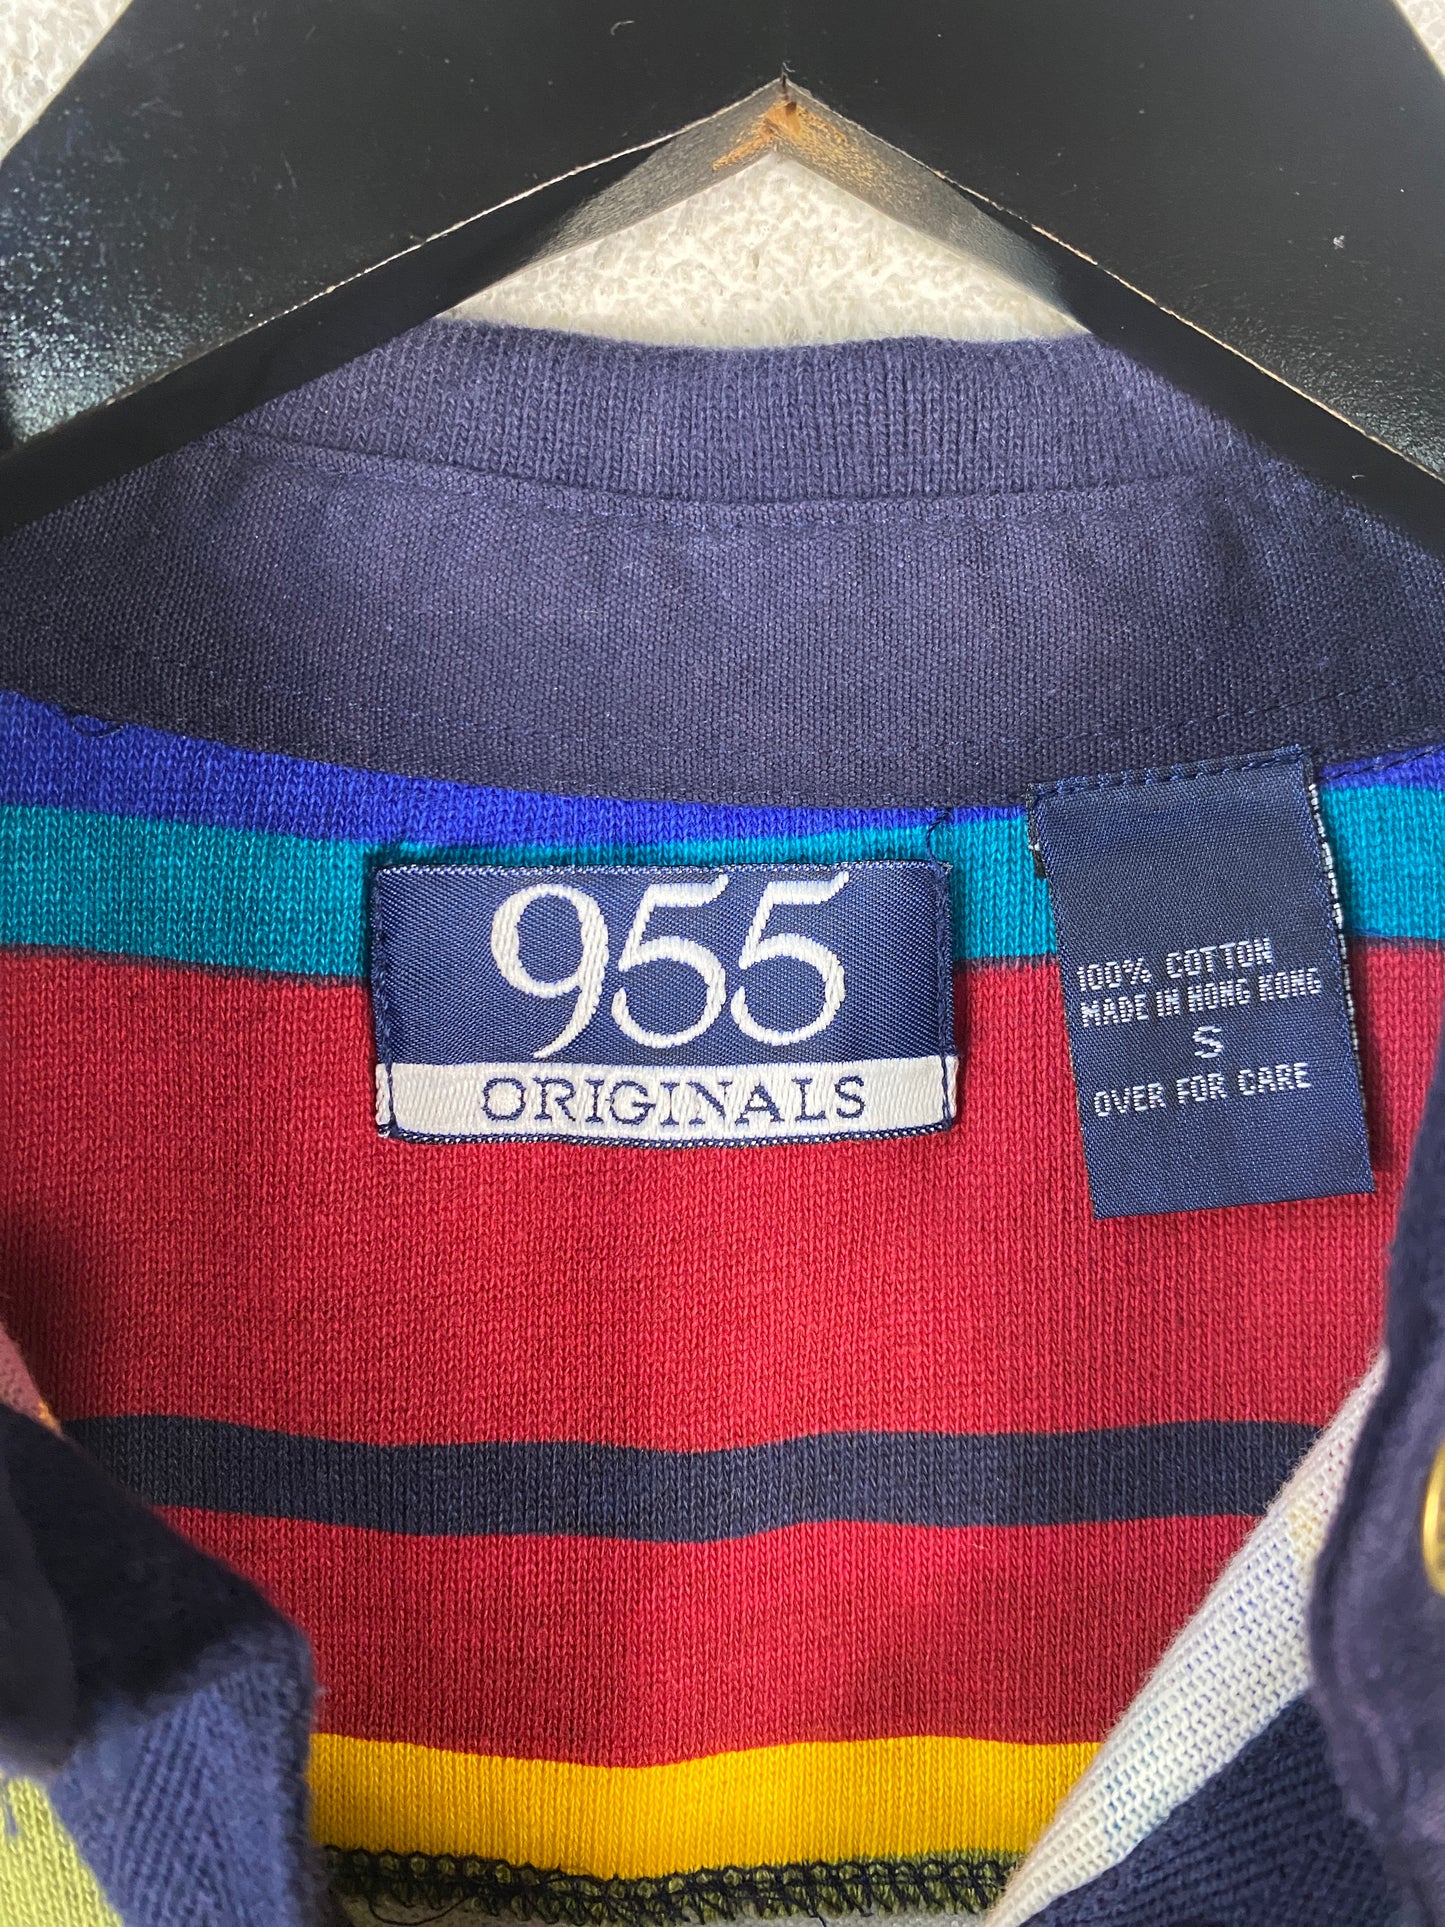 955
ORIGINALS
100% COTTON
MADE IN HONG KONG
S
OVER FOR CARE